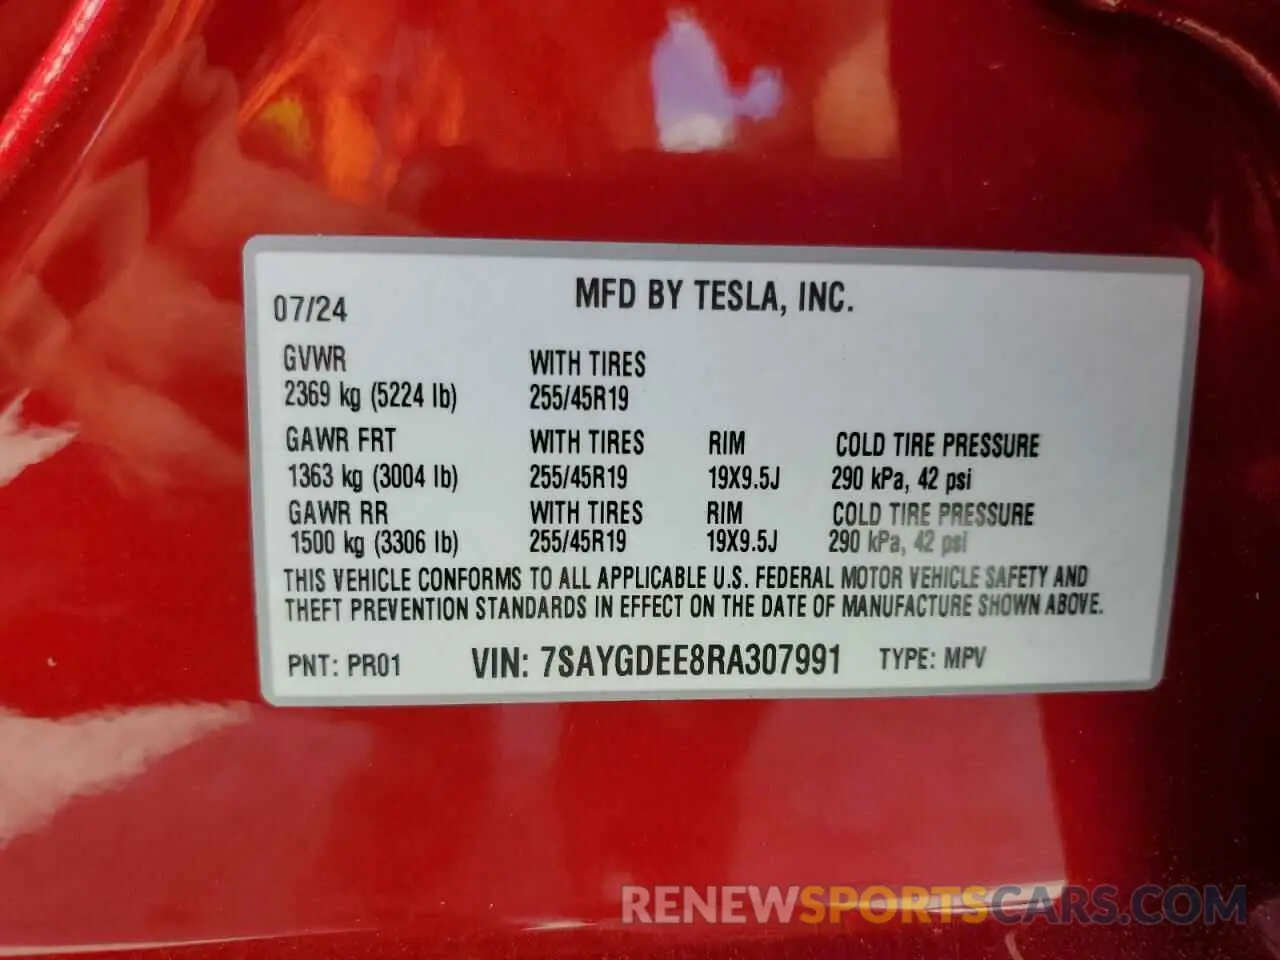 MFD BY TESLA, INC.
07/24
GVWR WITH TIRES
2369 kg (5224 lb) 255/45R19
GAWR FRT WITH TIRES RIM COLD TIRE PRESSURE
1363 kg (3004 lb) 255/45R19 19X9.5J 290 kPa, 42 psi
GAWR RR WITH TIRES RIM COLD TIRE PRESSURE
1500 kg (3306 lb) 255/45R19 19X9.5J 290 kPa, 42 psi
THIS VEHICLE CONFORMS TO ALL APPLICABLE U.S. FEDERAL MOTOR VEHICLE SAFETY AND
THEFT PREVENTION STANDARDS IN EFFECT ON THE DATE OF MANUFACTURE SHOWN ABOVE.
PNT: PR01 VIN: 7SAYGDEE8RA307991 TYPE: MPV
RENEWSPORTSCARS.COM